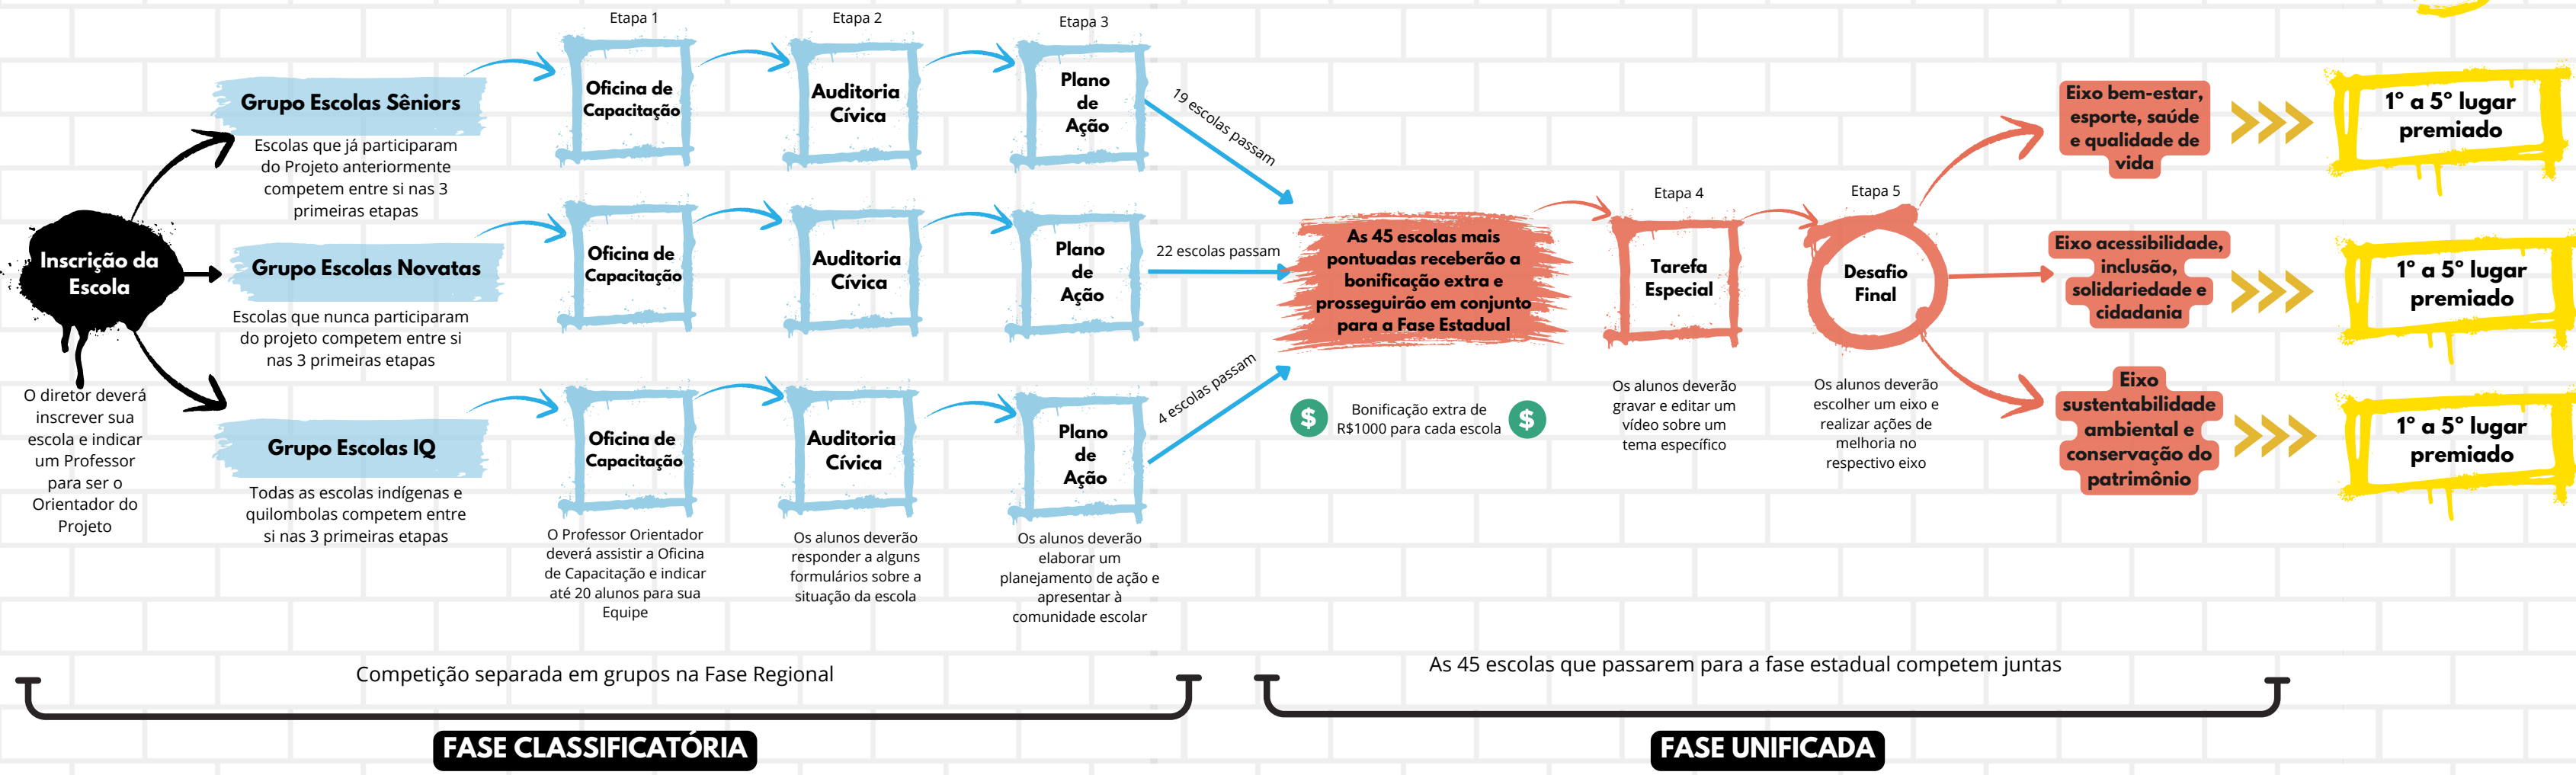 Inscrição da
Escola
O diretor deverá
inscrever sua
escola e indicar
um Professor
para ser o
Orientador do
Projeto
Grupo Escolas Sêniors
Escolas que já participaram
do Projeto anteriormente
competem entre si nas 3
primeiras etapas
Etapa 1
Oficina de
Capacitação
Etapa 2
Auditoria
Cívica
Etapa 3
Plano
de
Ação
19 escolas passam
Grupo Escolas Novatas
Escolas que nunca participaram
do projeto competem entre si
nas 3 primeiras etapas
Oficina de
Capacitação
Auditoria
Cívica
Plano
de
Ação
22 escolas passam
Grupo Escolas IQ
Todas as escolas indígenas e
quilombolas competem entre
si nas 3 primeiras etapas
Oficina de
Capacitação
O Professor Orientador
deverá assistir a Oficina
de Capacitação e indicar
até 20 alunos para sua
Equipe
Auditoria
Cívica
Os alunos deverão
responder a alguns
formulários sobre a
situação da escola
Plano
de
Ação
Os alunos deverão
elaborar um
planejamento de ação e
apresentar à
comunidade escolar
4 escolas passam
As 45 escolas mais
pontuadas receberão a
bonificação extra e
prosseguirão em conjunto
para a Fase Estadual
$
Bonificação extra de
R$1000 para cada escola
$
Etapa 4
Tarefa
Especial
Os alunos deverão
gravar e editar um
vídeo sobre um
tema específico
Etapa 5
Desafio
Final
Os alunos deverão
escolher um eixo e
realizar ações de
melhoria no
respectivo eixo
Eixo bem-estar,
esporte, saúde
e qualidade de
vida
1º a 5º lugar
premiado
Eixo acessibilidade,
inclusão,
solidariedade e
cidadania
1º a 5º lugar
premiado
Eixo
sustentabilidade
ambiental e
conservação do
patrimônio
1º a 5º lugar
premiado
Competição separada em grupos na Fase Regional
FASE CLASSIFICATÓRIA
As 45 escolas que passarem para a fase estadual competem juntas
FASE UNIFICADA